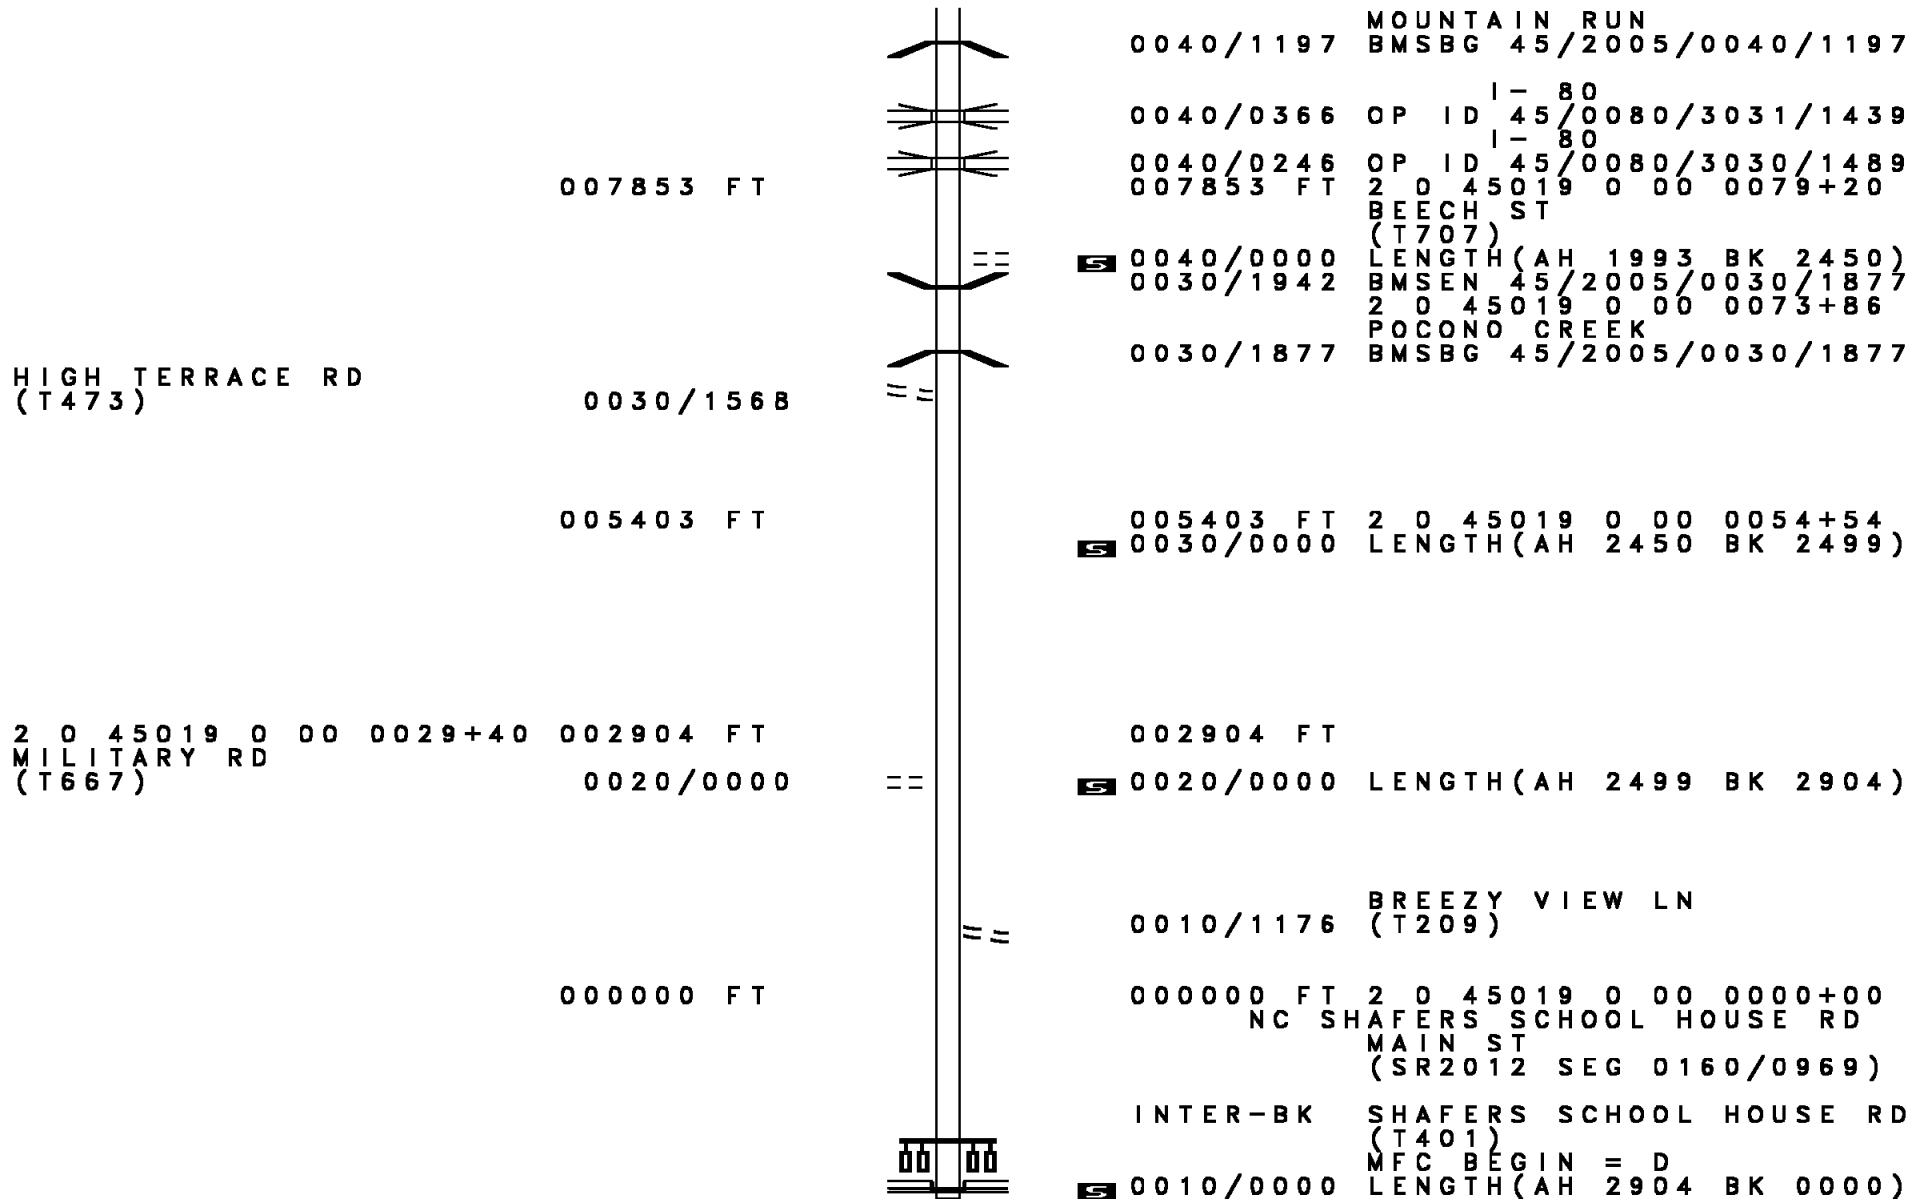 MOUNTAIN RUN
0040/1197 BMSBG 45/2005/0040/1197
I- 80
0040/0366 OP ID 45/0080/3031/1439
I- 80
0040/0246 OP ID 45/0080/3030/1489
007853 FT 007853 FT 2 0 45019 0 00 0079+20
BEECH ST
(T707)
S 0040/0000 LENGTH(AH 1993 BK 2450)
0030/1942 BMSEN 45/2005/0030/1877
2 0 45019 0 00 0073+86
POCONO CREEK
0030/1877 BMSBG 45/2005/0030/1877
HIGH TERRACE RD
(T473) 0030/1568
005403 FT 005403 FT 2 0 45019 0 00 0054+54
S 0030/0000 LENGTH(AH 2450 BK 2499)
2 0 45019 0 00 0029+40 002904 FT 002904 FT
MILITARY RD
(T667) 0020/0000 S 0020/0000 LENGTH(AH 2499 BK 2904)
BREEZY VIEW LN
0010/1176 (T209)
000000 FT 000000 FT 2 0 45019 0 00 0000+00
NC SHAFERS SCHOOL HOUSE RD
MAIN ST
(SR2012 SEG 0160/0969)
INTER-BK SHAFERS SCHOOL HOUSE RD
(T401)
MFC BEGIN = D
S 0010/0000 LENGTH(AH 2904 BK 0000)